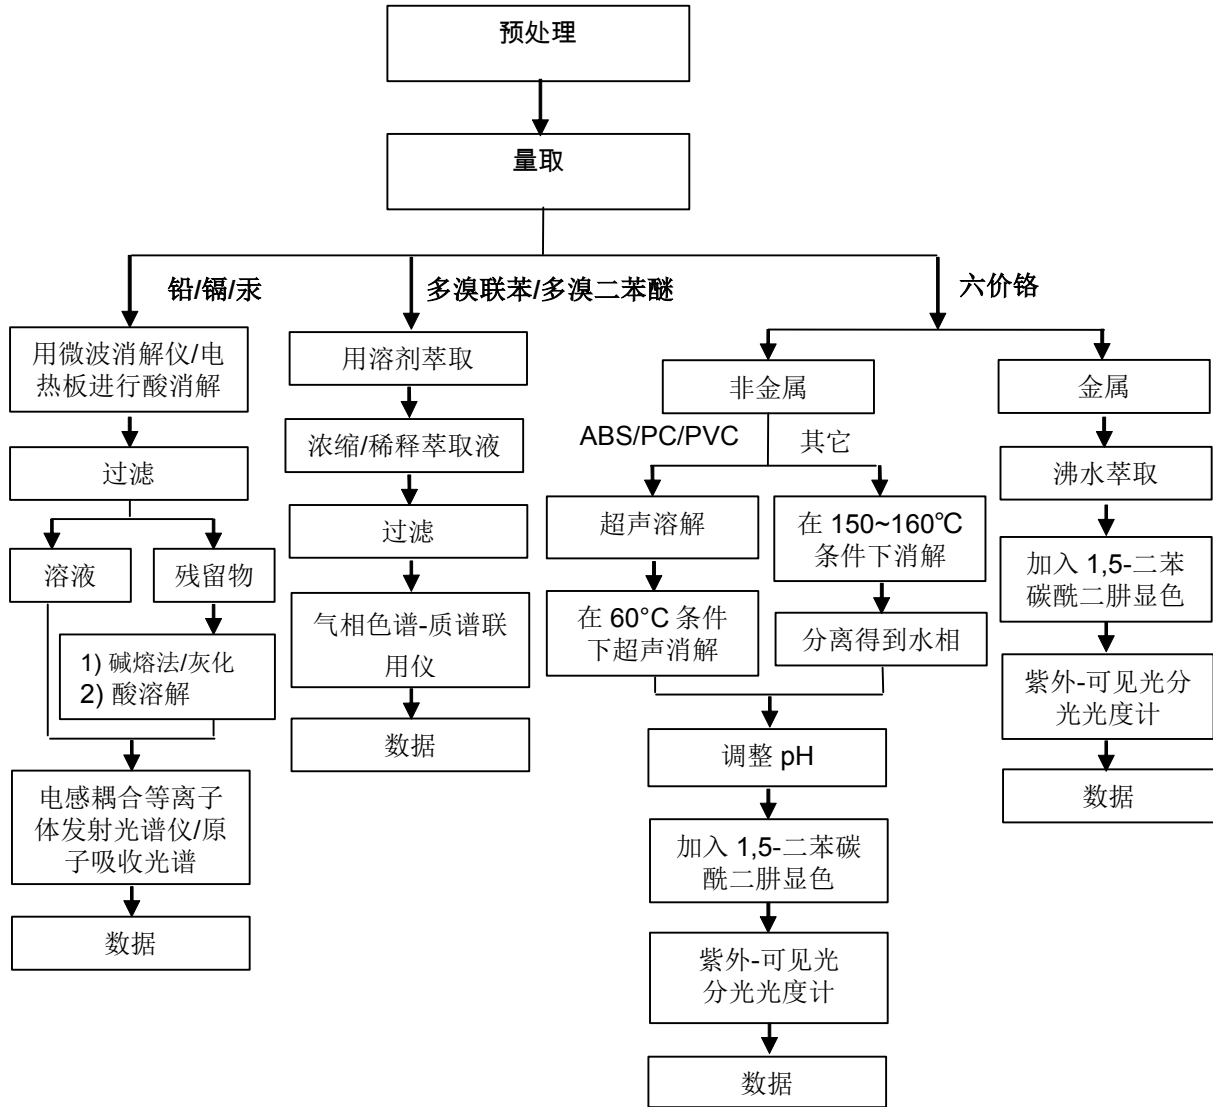 预处理
量取
铅/镉/汞
多溴联苯/多溴二苯醚
六价铬
用微波消解仪/电
热板进行酸消解
过滤
溶液
残留物
1) 碱熔法/灰化
2) 酸溶解
电感耦合等离子
体发射光谱仪/原
子吸收光谱
数据
用溶剂萃取
浓缩/稀释萃取液
过滤
气相色谱-质谱联
用仪
数据
非金属
ABS/PC/PVC
其它
超声溶解
在 60°C 条件
下超声消解
在 150~160℃
条件下消解
分离得到水相
调整 pH
加入 1,5-二苯碳
酰二肼显色
紫外-可见光
分光光度计
数据
金属
沸水萃取
加入 1,5-二苯
碳酰二肼显色
紫外-可见光分
光光度计
数据